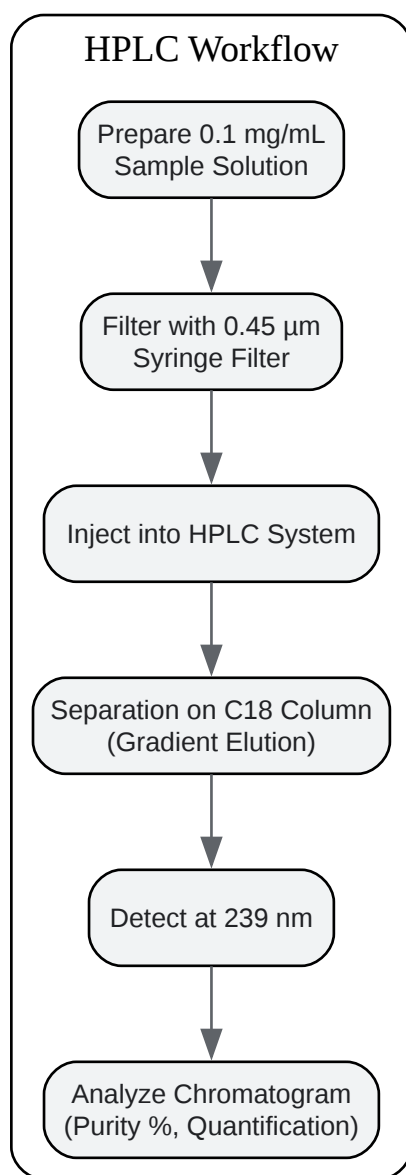 HPLC Workflow
Prepare 0.1 mg/mL
Sample Solution
Filter with 0.45 µm
Syringe Filter
Inject into HPLC System
Separation on C18 Column
(Gradient Elution)
Detect at 239 nm
Analyze Chromatogram
(Purity %, Quantification)